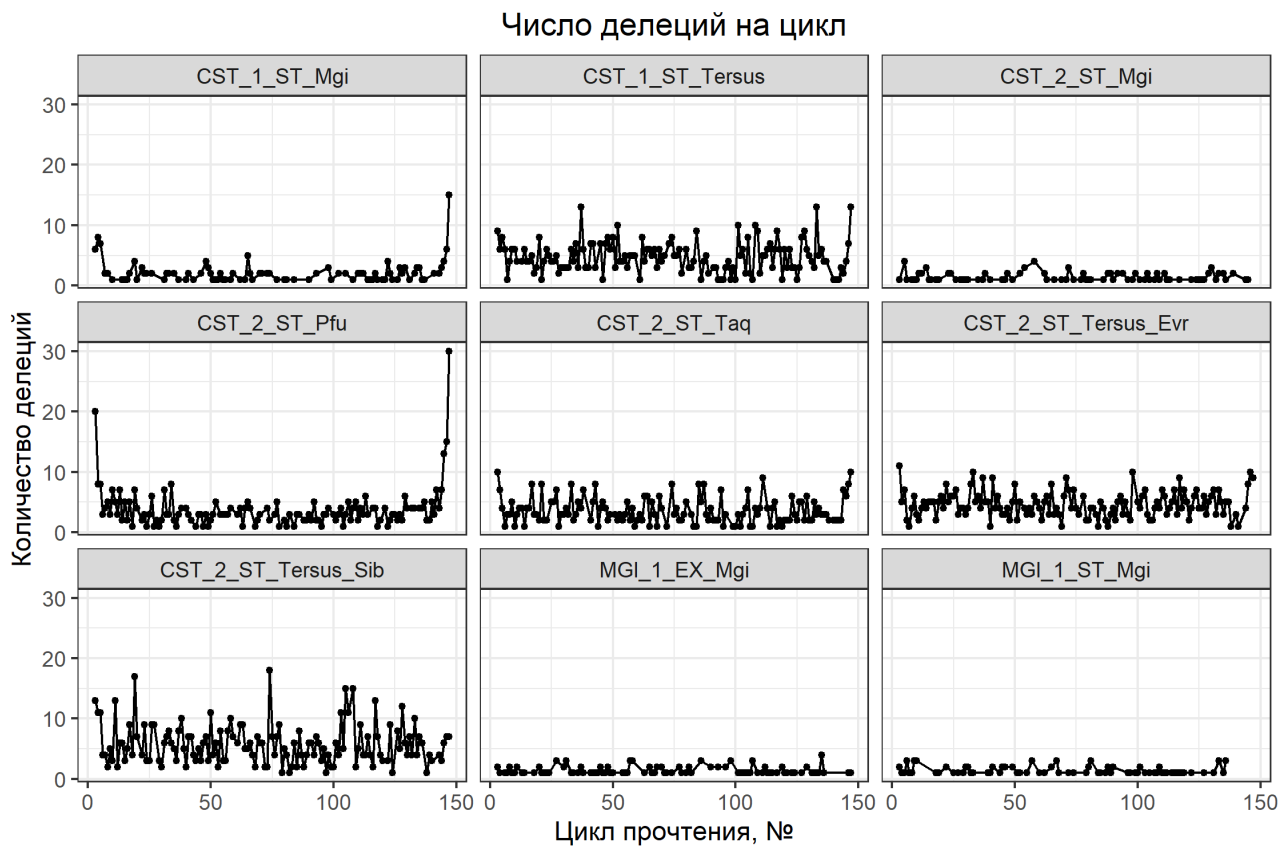 Число делеций на цикл
CST_1_ST_Mgi
CST_1_ST_Tersus
CST_2_ST_Mgi
30
20
10
0
CST_2_ST_Pfu
CST_2_ST_Taq
CST_2_ST_Tersus_Evr
30
20
10
0
Количество делеций
CST_2_ST_Tersus_Sib
MGI_1_EX_Mgi
MGI_1_ST_Mgi
30
20
10
0
0 50 100 150
0 50 100 150
0 50 100 150
Цикл прочтения, №